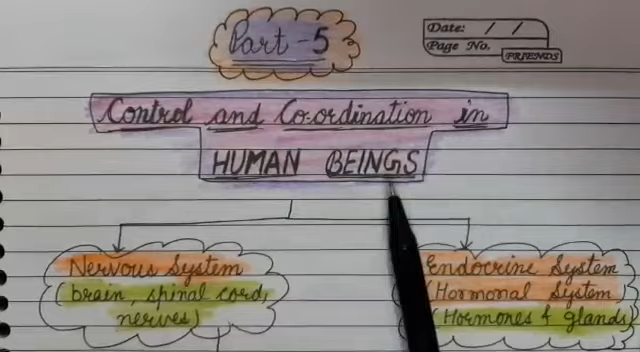 Part-5
Date: / /
Page No.
FRIENDS
Control and Co-ordination in
HUMAN BEINGS
Nervous System
(brain, spinal cord,
nerves)
Endocrine System
(Hormonal System
(Hormones & glands)